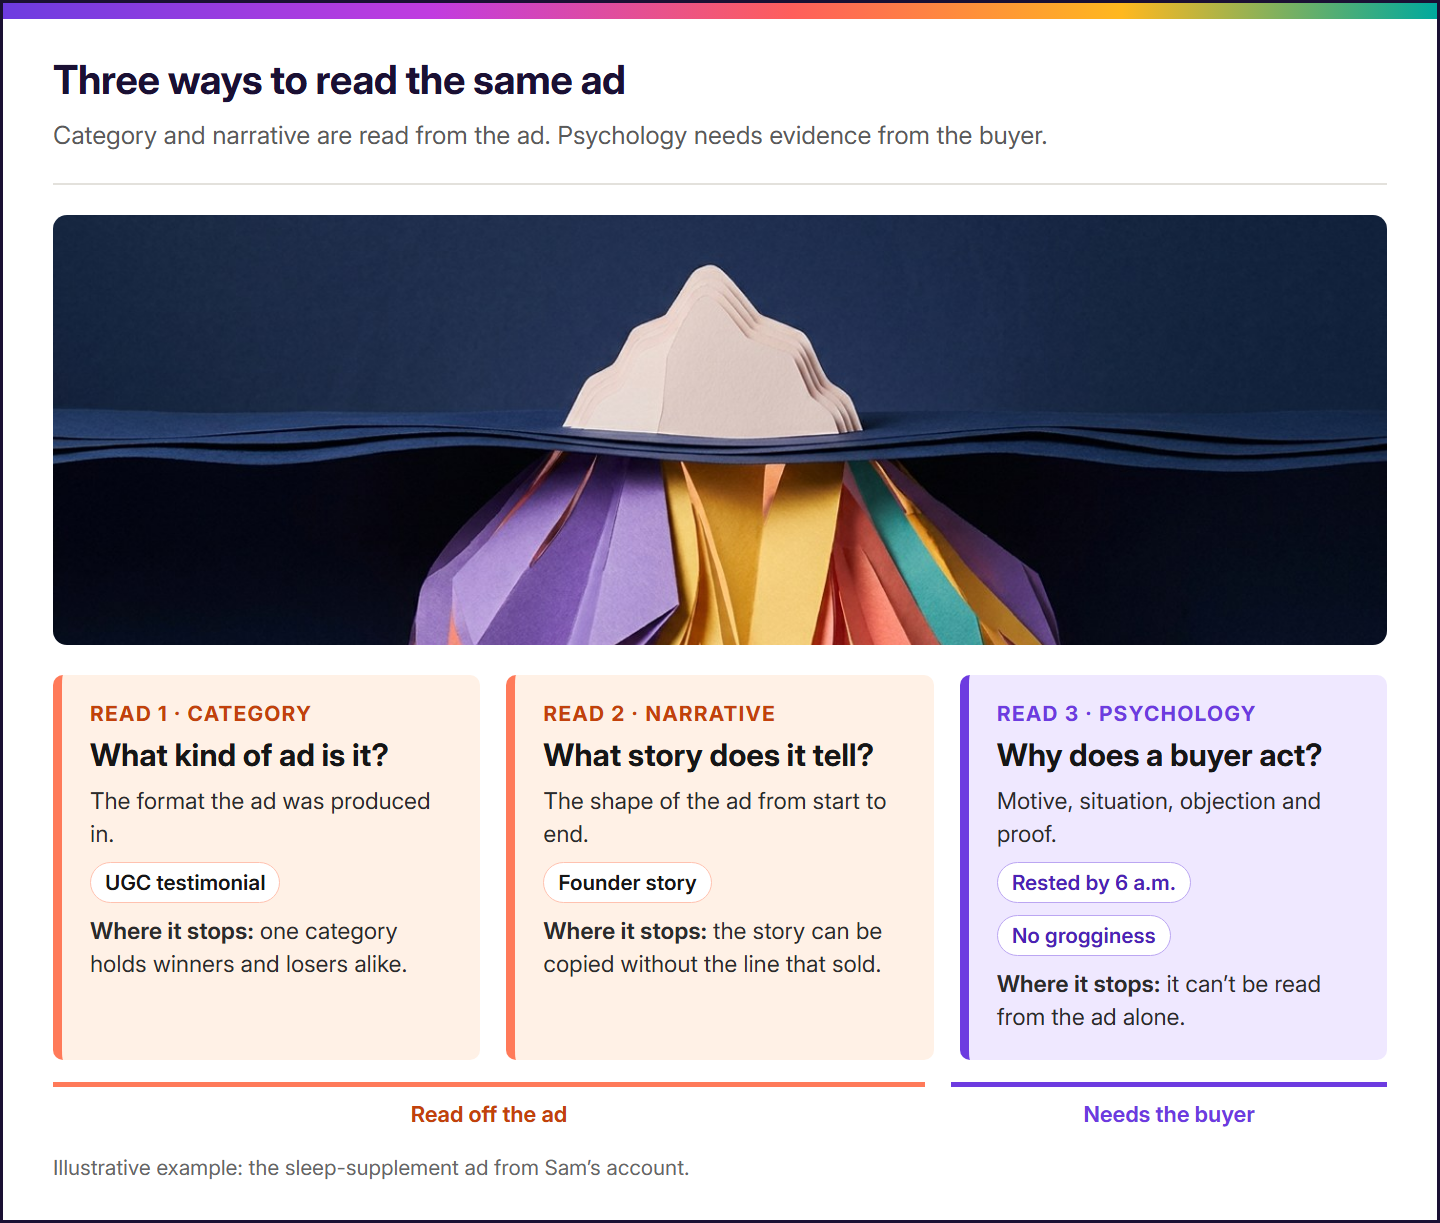 Three ways to read the same ad
Category and narrative are read from the ad. Psychology needs evidence from the buyer.
READ 1 · CATEGORY
What kind of ad is it?
The format the ad was produced
in.
UGC testimonial
Where it stops: one category
holds winners and losers alike.
READ 2 · NARRATIVE
What story does it tell?
The shape of the ad from start to
end.
Founder story
Where it stops: the story can be
copied without the line that sold.
READ 3 · PSYCHOLOGY
Why does a buyer act?
Motive, situation, objection and
proof.
Rested by 6 a.m.
No grogginess
Where it stops: it can’t be read
from the ad alone.
Read off the ad
Needs the buyer
Illustrative example: the sleep-supplement ad from Sam’s account.